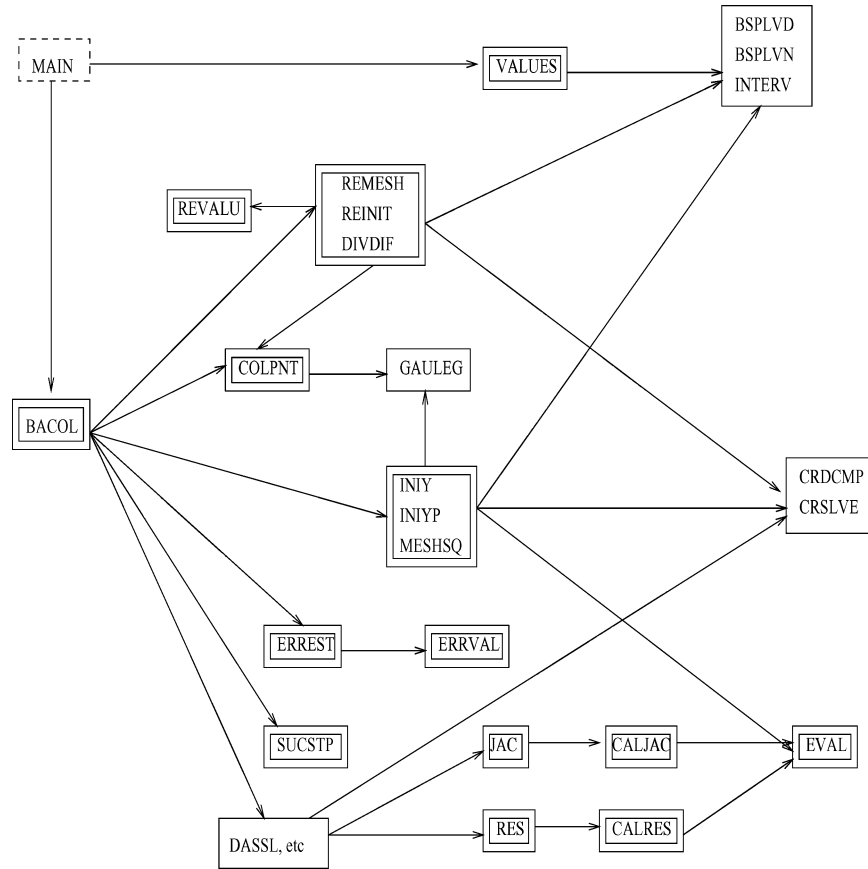 BSPLVD
BSPLVN
INTERV
MAIN
VALUES
REMESH
REINIT
DIVDIF
REVALU
COLPNT
GAULEG
BACOL
INIY
INIYP
MESHSQ
CRDCMP
CRSLVE
ERREST
ERRVAL
SUCSTP
JAC
CALJAC
EVAL
DASSL, etc
RES
CALRES